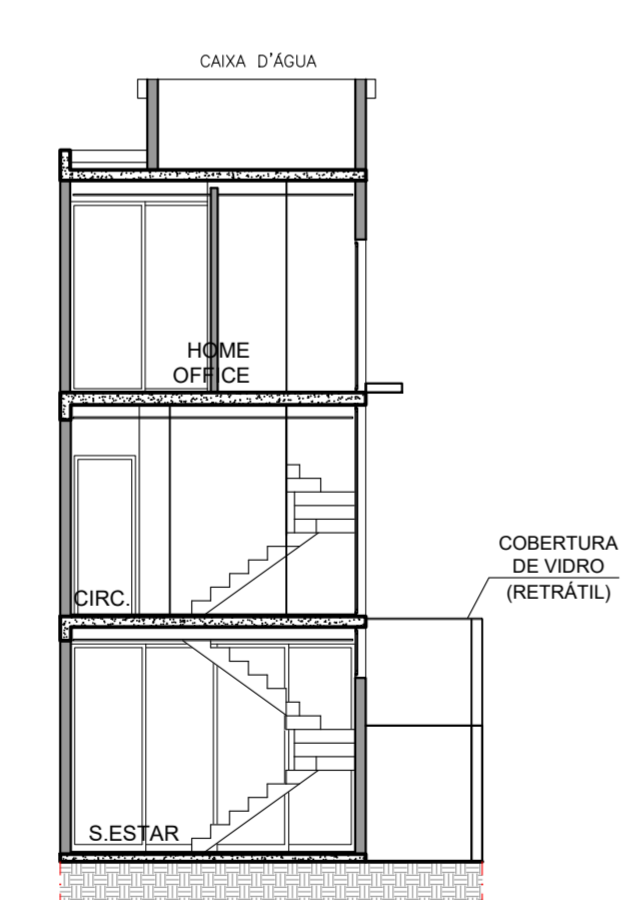 CAIXA D'ÁGUA
HOME
OFFICE
COBERTURA
DE VIDRO
(RETRÁTIL)
CIRC.
S.ESTAR